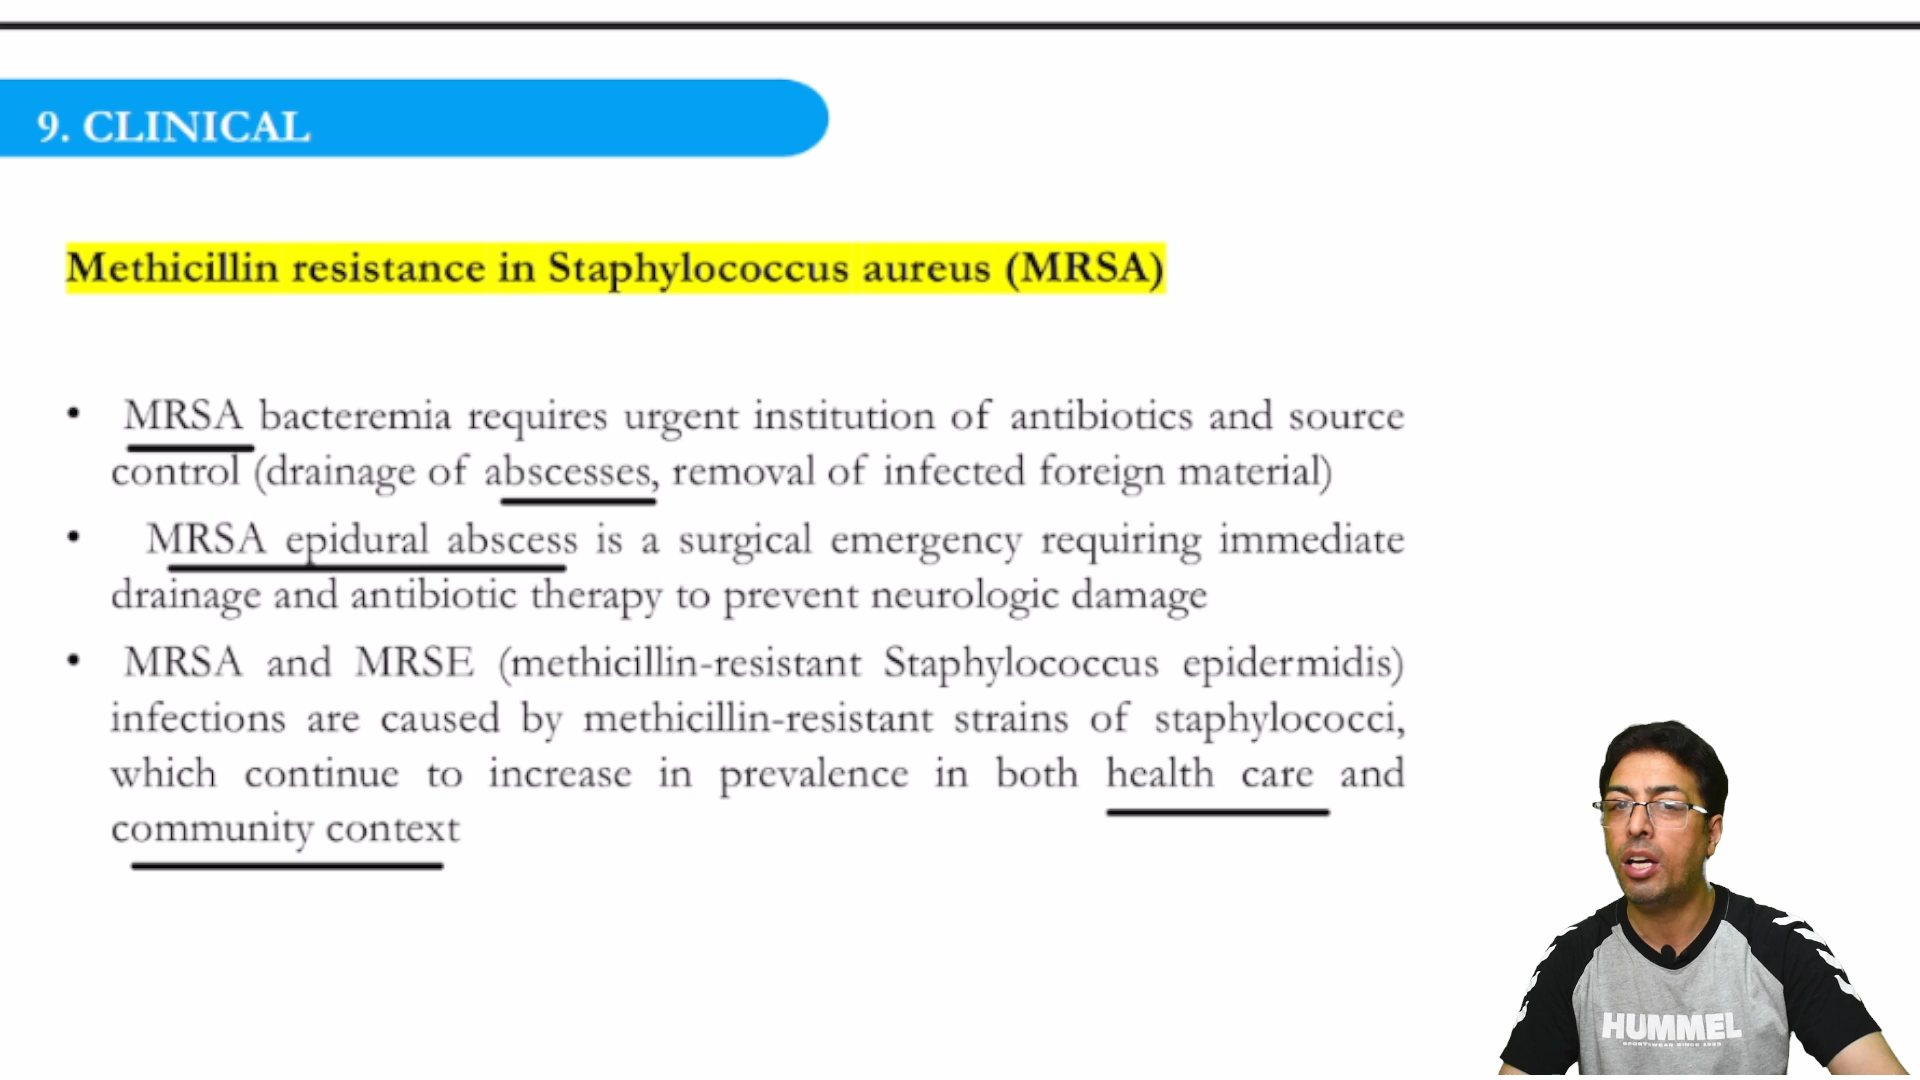 9. CLINICAL
Methicillin resistance in Staphylococcus aureus (MRSA)
• MRSA bacteremia requires urgent institution of antibiotics and source
control (drainage of abscesses, removal of infected foreign material)
• MRSA epidural abscess is a surgical emergency requiring immediate
drainage and antibiotic therapy to prevent neurologic damage
• MRSA and MRSE (methicillin-resistant Staphylococcus epidermidis)
infections are caused by methicillin-resistant strains of staphylococci,
which continue to increase in prevalence in both health care and
community context
HUMMEL
SPORTSWEAR SINCE 1923